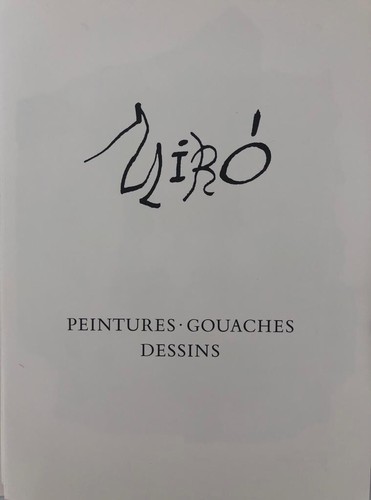 Miró
PEINTURES · GOUACHES
DESSINS